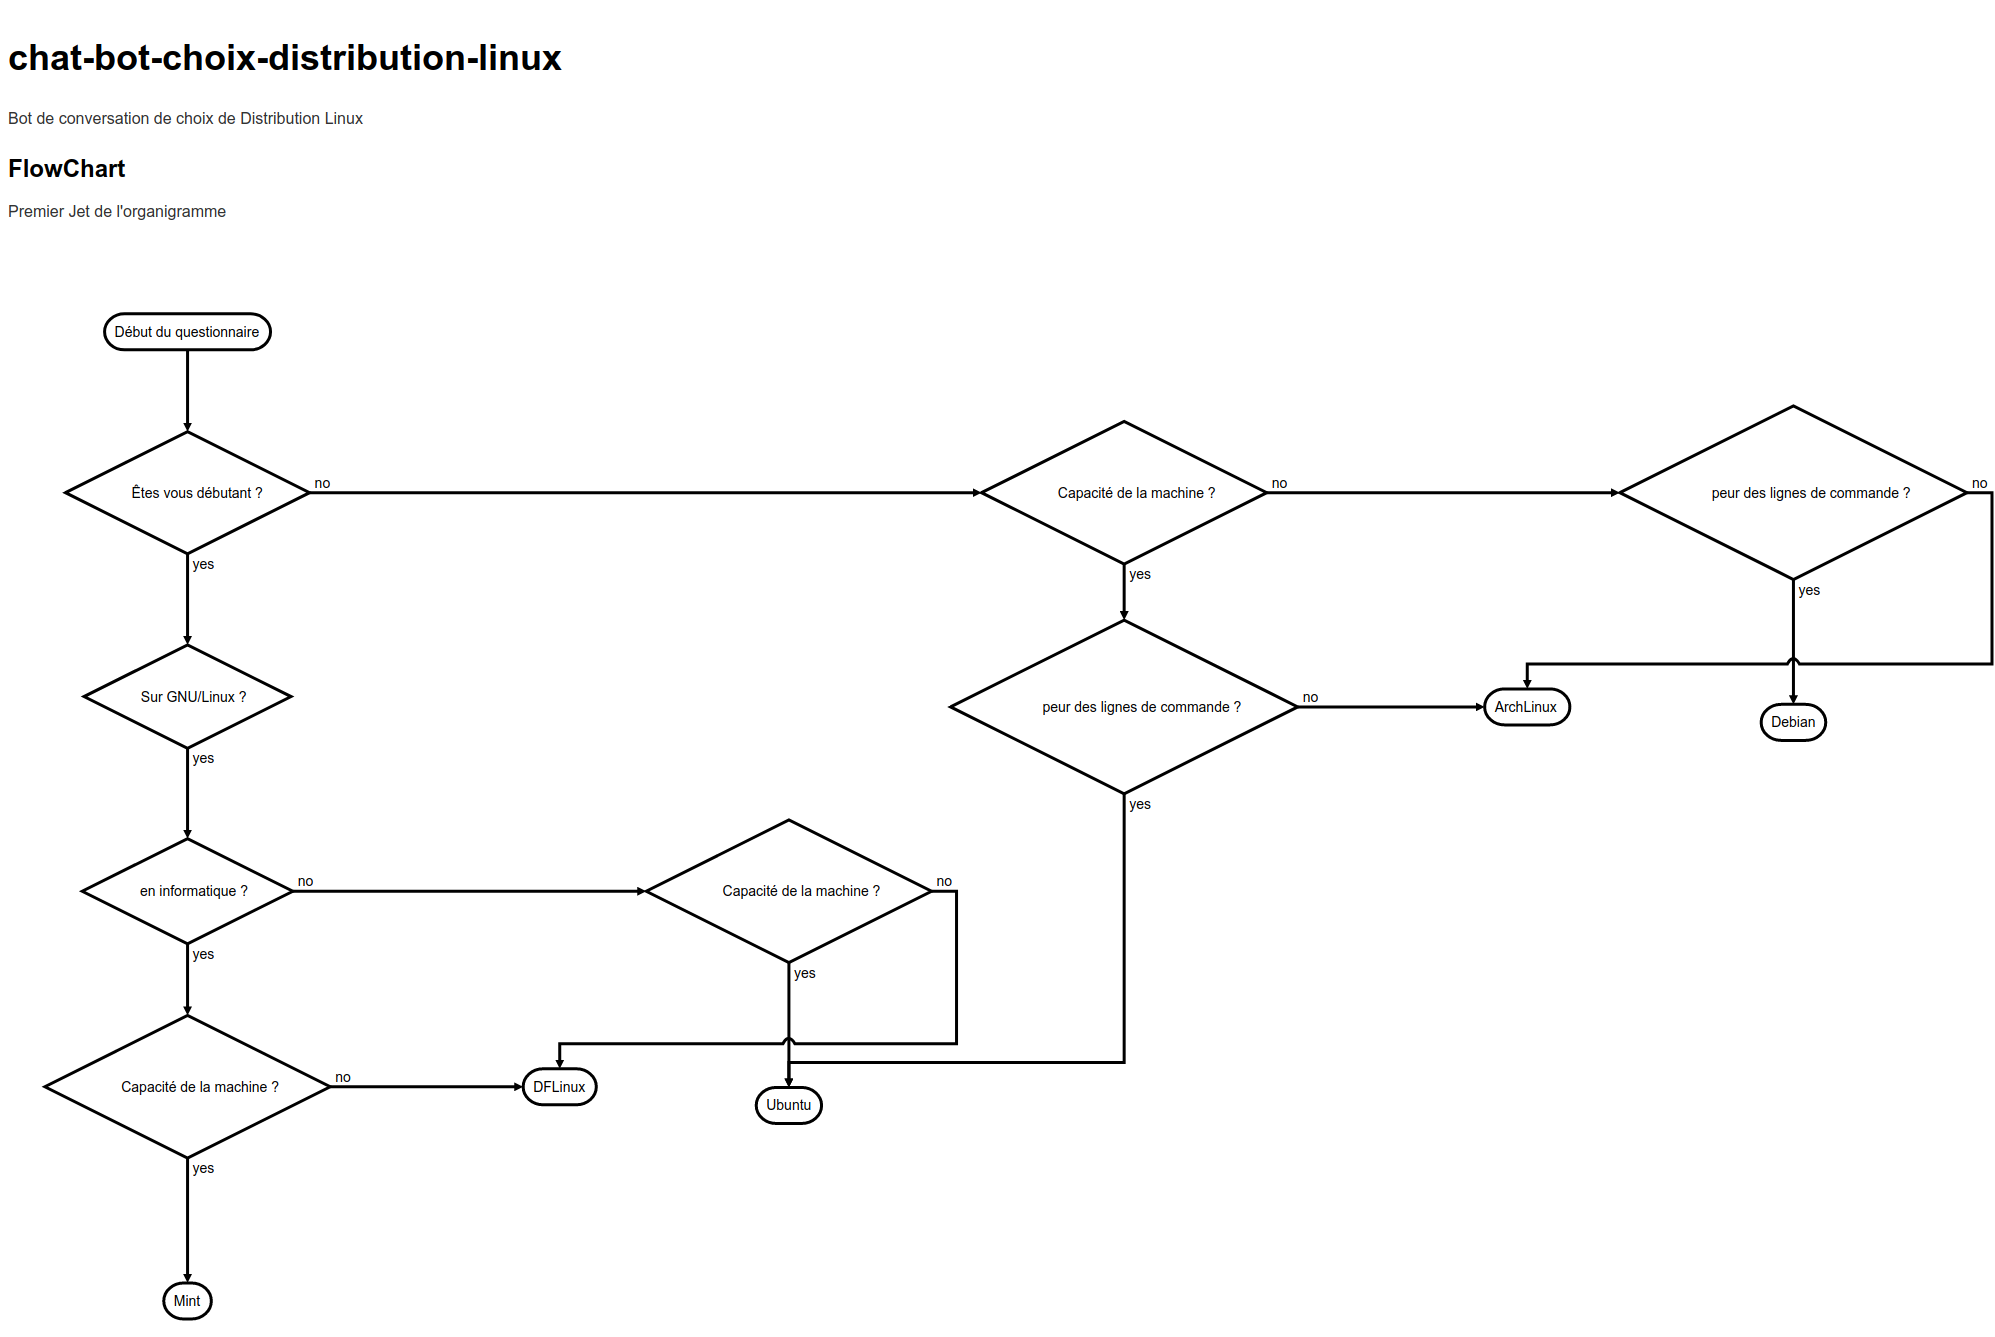 chat-bot-choix-distribution-linux
Bot de conversation de choix de Distribution Linux
FlowChart
Premier Jet de l'organigramme
Début du questionnaire
Êtes vous débutant ?
no
yes
Capacité de la machine ?
no
yes
peur des lignes de commande ?
no
yes
Sur GNU/Linux ?
yes
peur des lignes de commande ?
no
yes
ArchLinux
Debian
en informatique ?
no
yes
Capacité de la machine ?
no
yes
Capacité de la machine ?
no
yes
DFLinux
Ubuntu
Mint